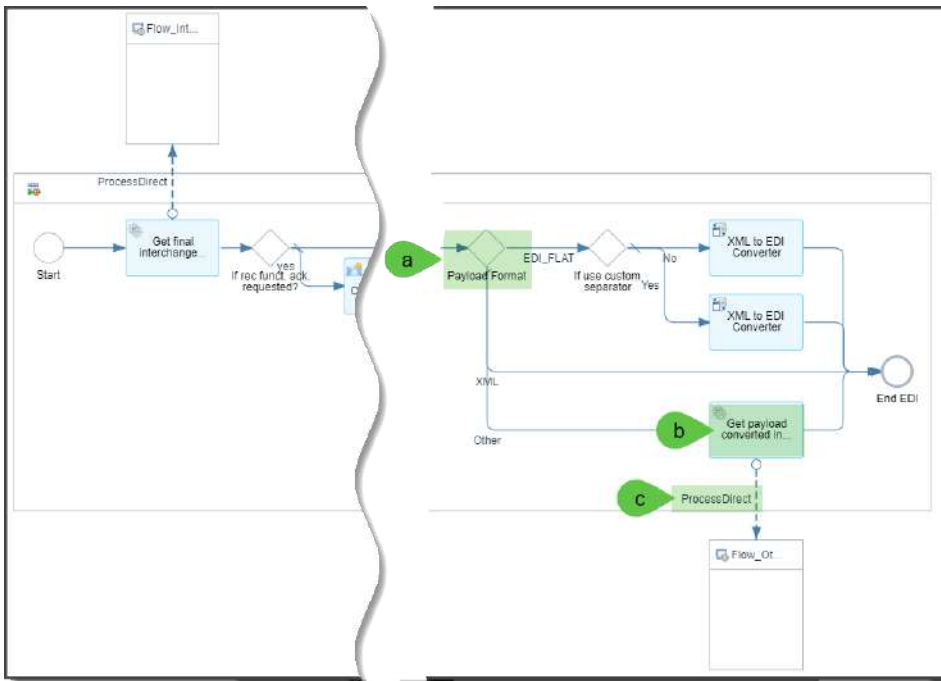 Flow_Int...
ProcessDirect
Start
Get final
interchange...
yes
If rec funct. ack.
requested?
a
Payload Format
EDI_FLAT
If use custom
separator
No
Yes
XML to EDI
Converter
XML to EDI
Converter
XML
End EDI
Other
b
Get payload
converted in...
c
ProcessDirect
Flow_Ot...